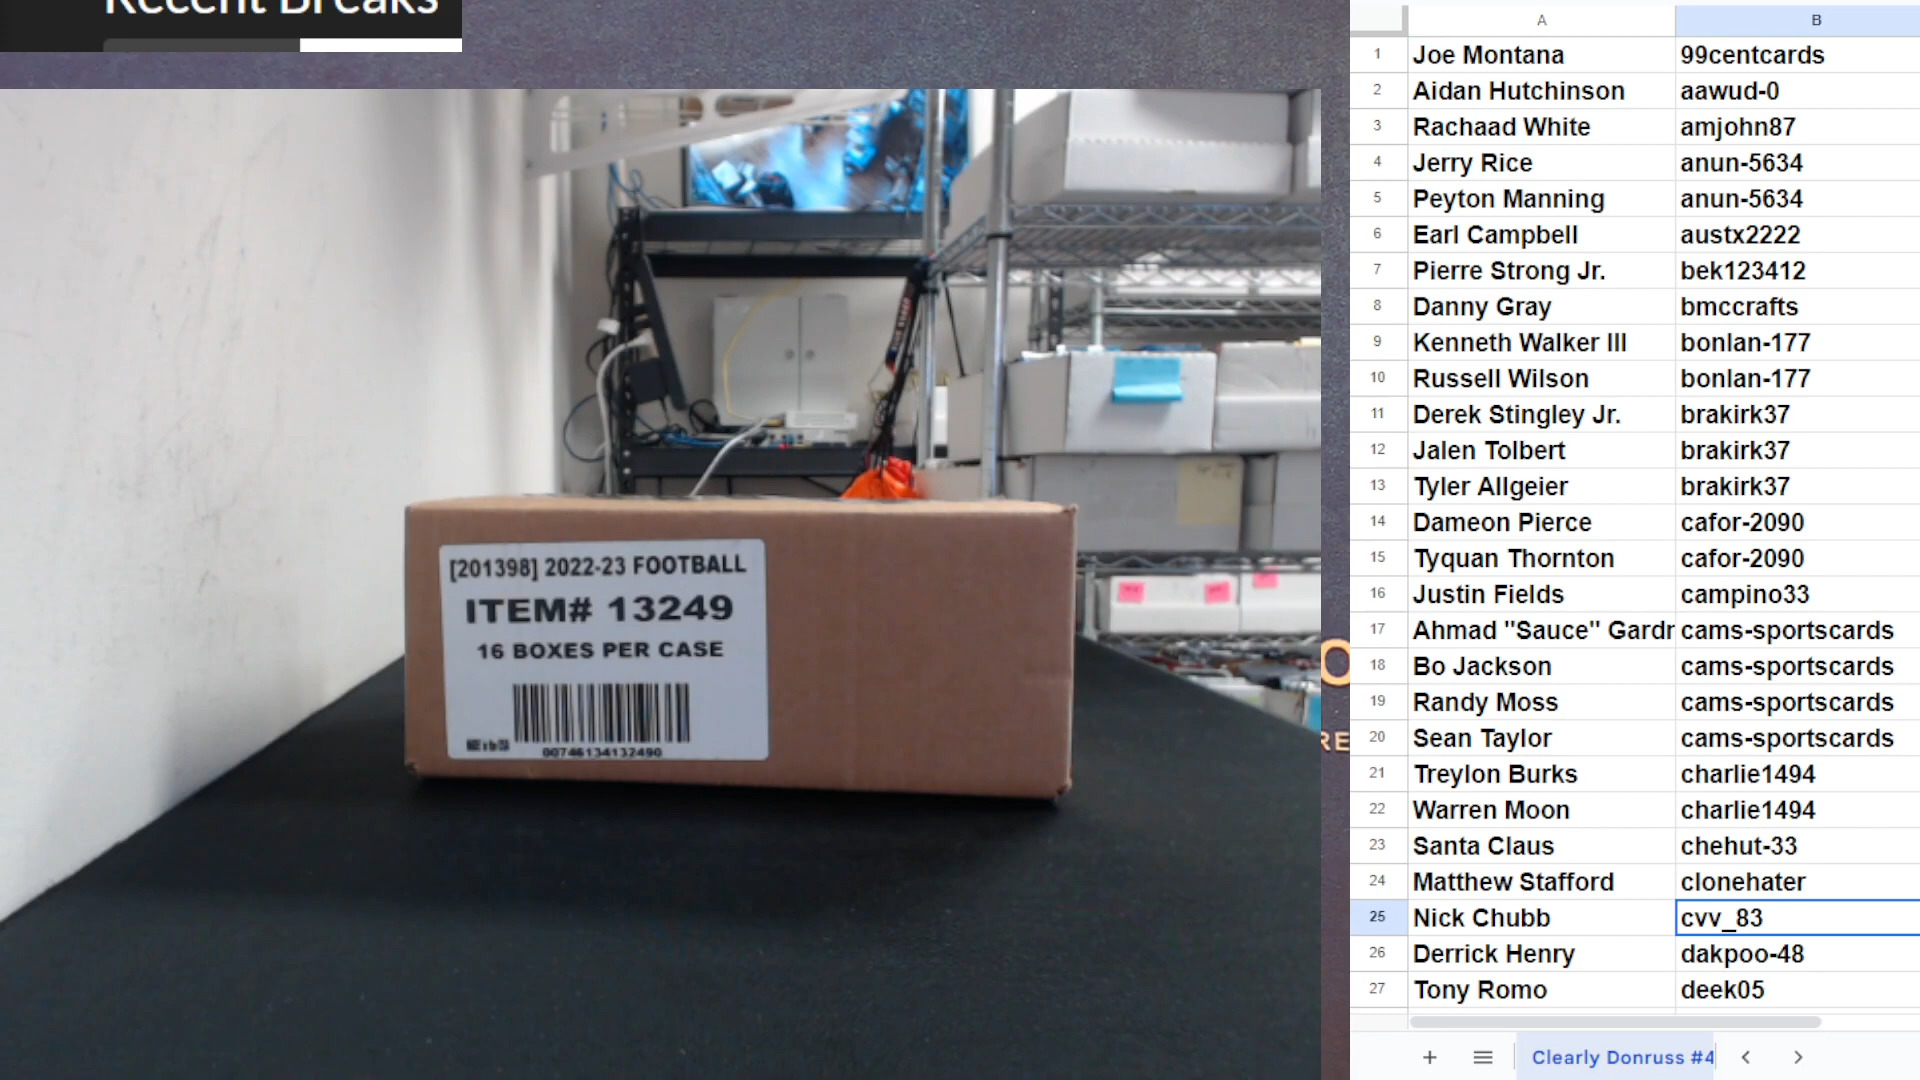 Recent Breaks
[201398] 2022-23 FOOTBALL
ITEM# 13249
16 BOXES PER CASE
00746134132490
A B
1 Joe Montana 99centcards
2 Aidan Hutchinson aawud-0
3 Rachaad White amjohn87
4 Jerry Rice anun-5634
5 Peyton Manning anun-5634
6 Earl Campbell austx2222
7 Pierre Strong Jr. bek123412
8 Danny Gray bmccrafts
9 Kenneth Walker III bonlan-177
10 Russell Wilson bonlan-177
11 Derek Stingley Jr. brakirk37
12 Jalen Tolbert brakirk37
13 Tyler Allgeier brakirk37
14 Dameon Pierce cafor-2090
15 Tyquan Thornton cafor-2090
16 Justin Fields campino33
17 Ahmad "Sauce" Gardr cams-sportscards
18 Bo Jackson cams-sportscards
19 Randy Moss cams-sportscards
20 Sean Taylor cams-sportscards
21 Treylon Burks charlie1494
22 Warren Moon charlie1494
23 Santa Claus chehut-33
24 Matthew Stafford clonehater
25 Nick Chubb cvv_83
26 Derrick Henry dakpoo-48
27 Tony Romo deek05
Clearly Donruss #4